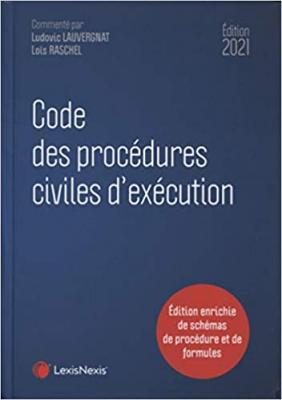 Commenté par
Ludovic LAUVERGNAT
Loïs RASCHEL
Édition
2021
Code
des procédures
civiles d'exécution
Édition enrichie
de schémas
de procédure et de
formules
LexisNexis®